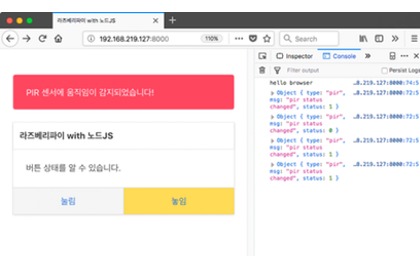 라즈베리파이 with 노드JS
192.168.219.127:8000
110%
Search
Inspector
Console
Filter output
Persist Logs
PIR 센서에 움직임이 감지되었습니다!
라즈베리파이 with 노드JS
버튼 상태를 알 수 있습니다.
눌림
놓임
hello browser …8.219.127:8000:74:5
Object { type: "pir", …8.219.127:8000:72:5
msg: "pir status
changed", status: 1 }
Object { type: "pir", …8.219.127:8000:72:5
msg: "pir status
changed", status: 0 }
Object { type: "pir", …8.219.127:8000:72:5
msg: "pir status
changed", status: 1 }
Object { type: "pir", …8.219.127:8000:72:5
msg: "pir status
changed", status: 1 }